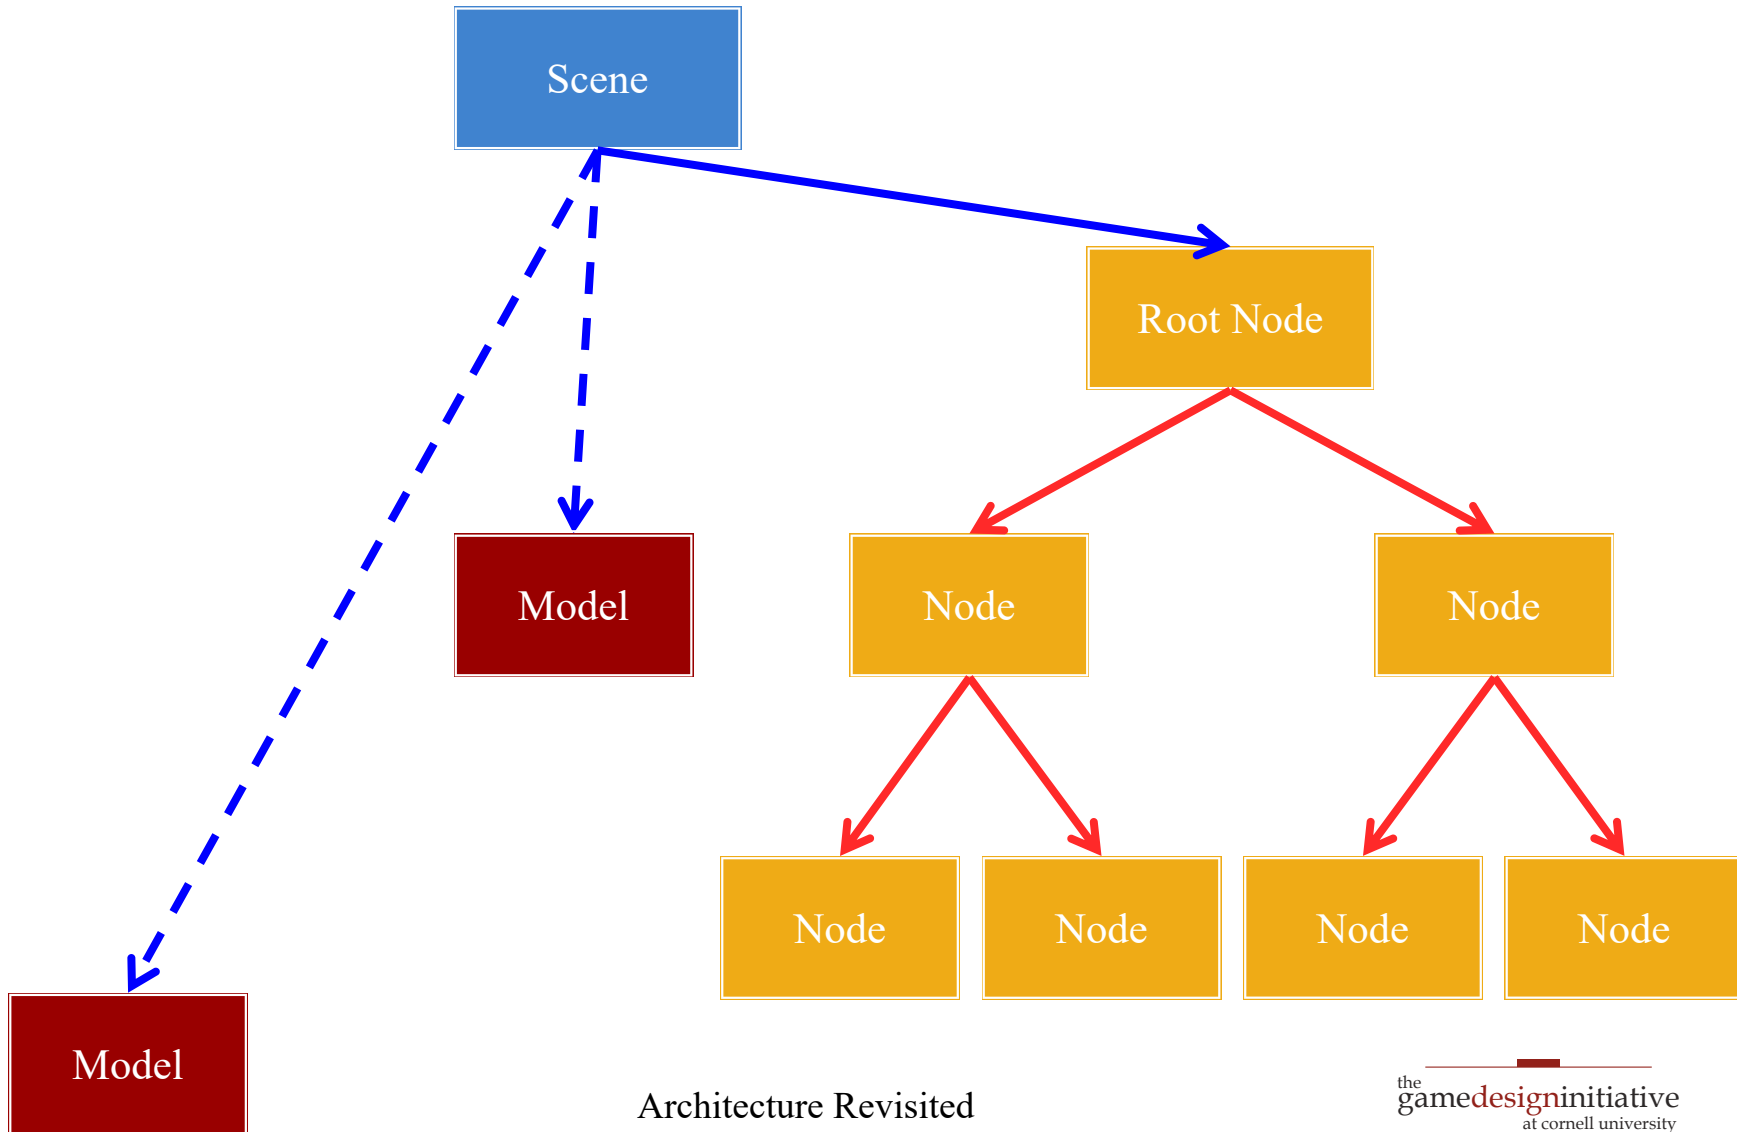 Scene
Root Node
Model
Node
Node
Node
Node
Node
Node
Model
Architecture Revisited
the
gamedesigninitiative
at cornell university